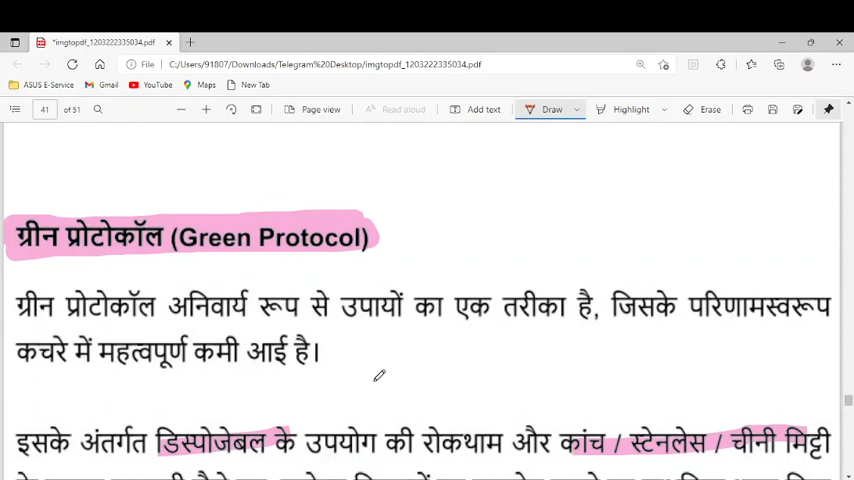 *imgtopdf_1203222335034.pdf
File C:/Users/91807/Downloads/Telegram%20Desktop/imgtopdf_1203222335034.pdf
ASUS E-Service Gmail YouTube Maps New Tab
41 of 51 Page view Read aloud Add text Draw Highlight Erase
ग्रीन प्रोटोकॉल (Green Protocol)
ग्रीन प्रोटोकॉल अनिवार्य रूप से उपायों का एक तरीका है, जिसके परिणामस्वरूप
कचरे में महत्वपूर्ण कमी आई है।
इसके अंतर्गत डिस्पोजेबल के उपयोग की रोकथाम और कांच / स्टेनलेस / चीनी मिट्टी